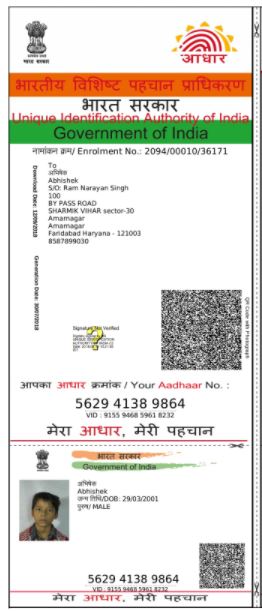 भारत सरकार
आधार
भारतीय विशिष्ट पहचान प्राधिकरण
भारत सरकार
Unique Identification Authority of India
Government of India
नामांकन क्रम/ Enrolment No.: 2094/00010/36171
Download Date: 12/09/2018
Generation Date: 30/07/2018
To
अभिषेक
Abhishek
S/O: Ram Narayan Singh
100
BY PASS ROAD
SHARMIK VIHAR sector-30
Amarnagar
Amarnagar
Faridabad Haryana - 121003
8587899030
QR Code with Photograph
Signature Not Verified
आपका आधार क्रमांक / Your Aadhaar No. :
5629 4138 9864
VID : 9155 9468 5961 8232
मेरा आधार, मेरी पहचान
भारत सरकार
Government of India
अभिषेक
Abhishek
जन्म तिथि/DOB: 29/03/2001
पुरुष/ MALE
5629 4138 9864
VID : 9155 9468 5961 8232
मेरा आधार, मेरी पहचान